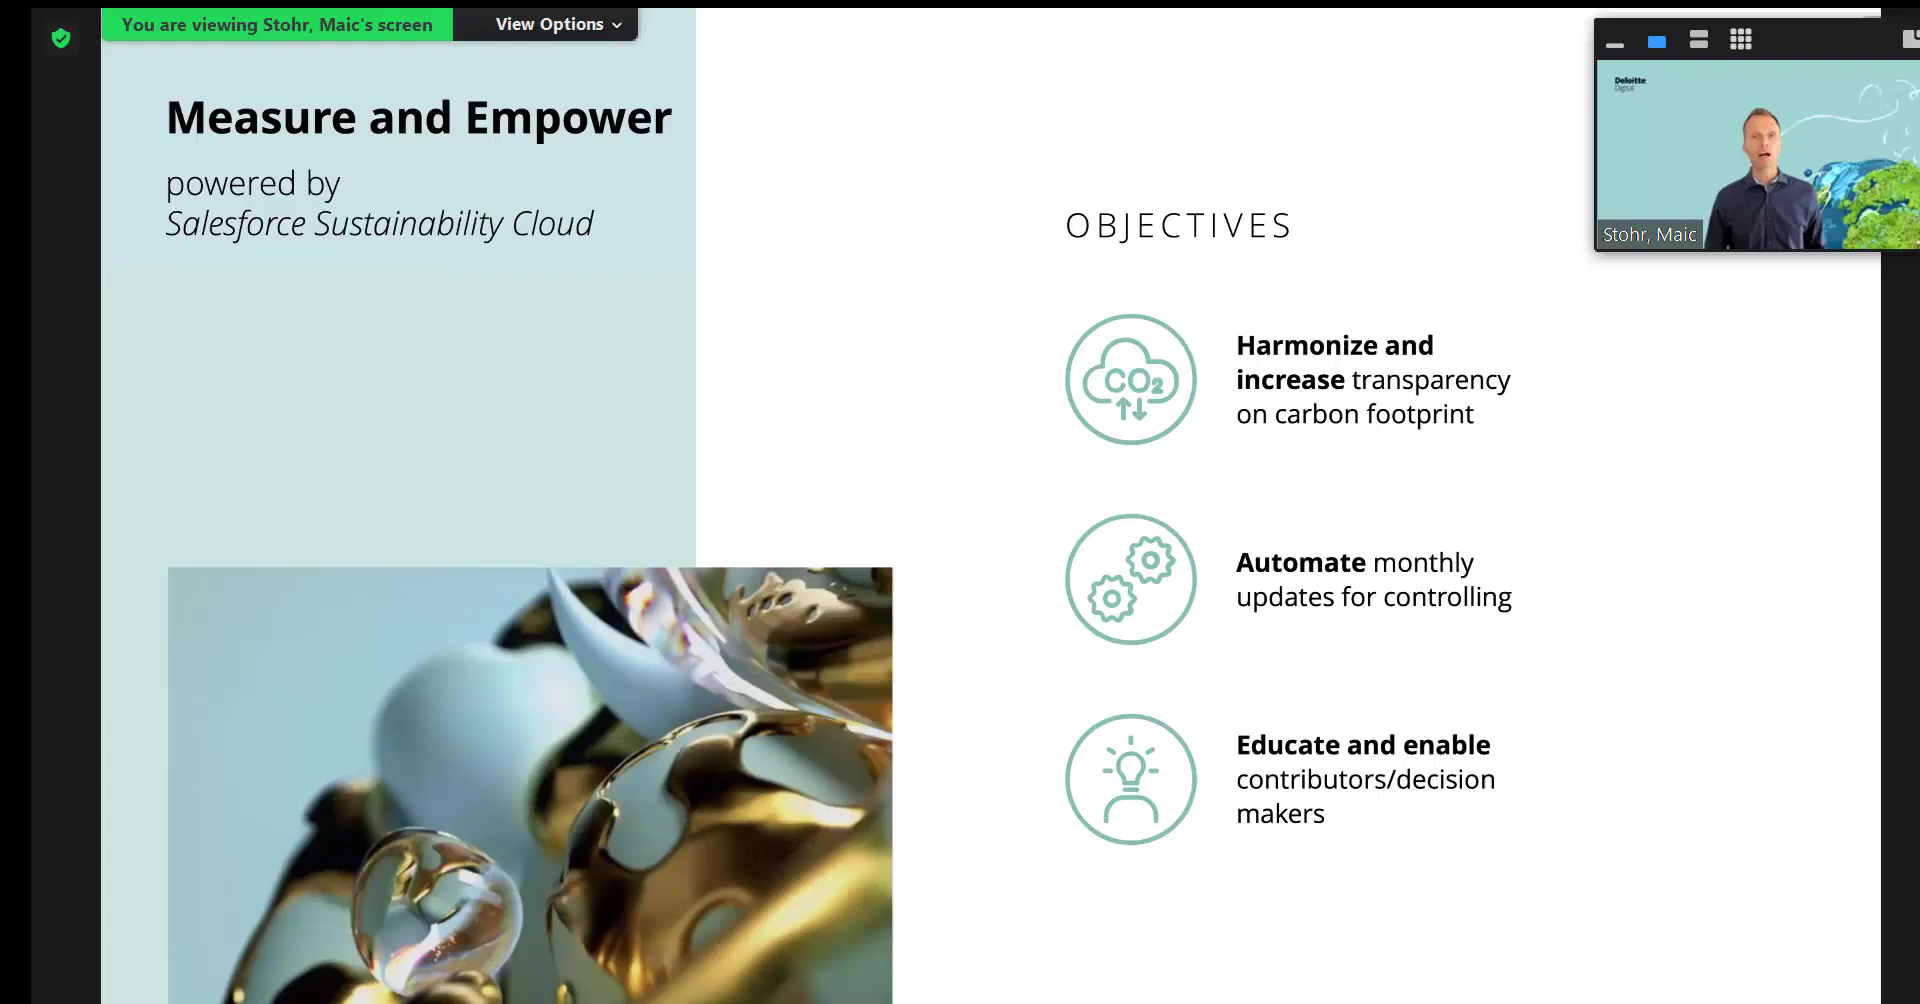 You are viewing Stohr, Maic's screen
View Options
Measure and Empower
powered by
Salesforce Sustainability Cloud
Deloitte
Digital
Stohr, Maic
OBJECTIVES
CO2
Harmonize and
increase transparency
on carbon footprint
Automate monthly
updates for controlling
Educate and enable
contributors/decision
makers